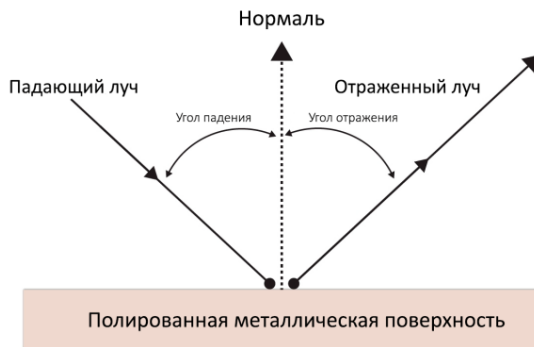 Нормаль
Падающий луч
Отраженный луч
Угол падения
Угол отражения
Полированная металлическая поверхность